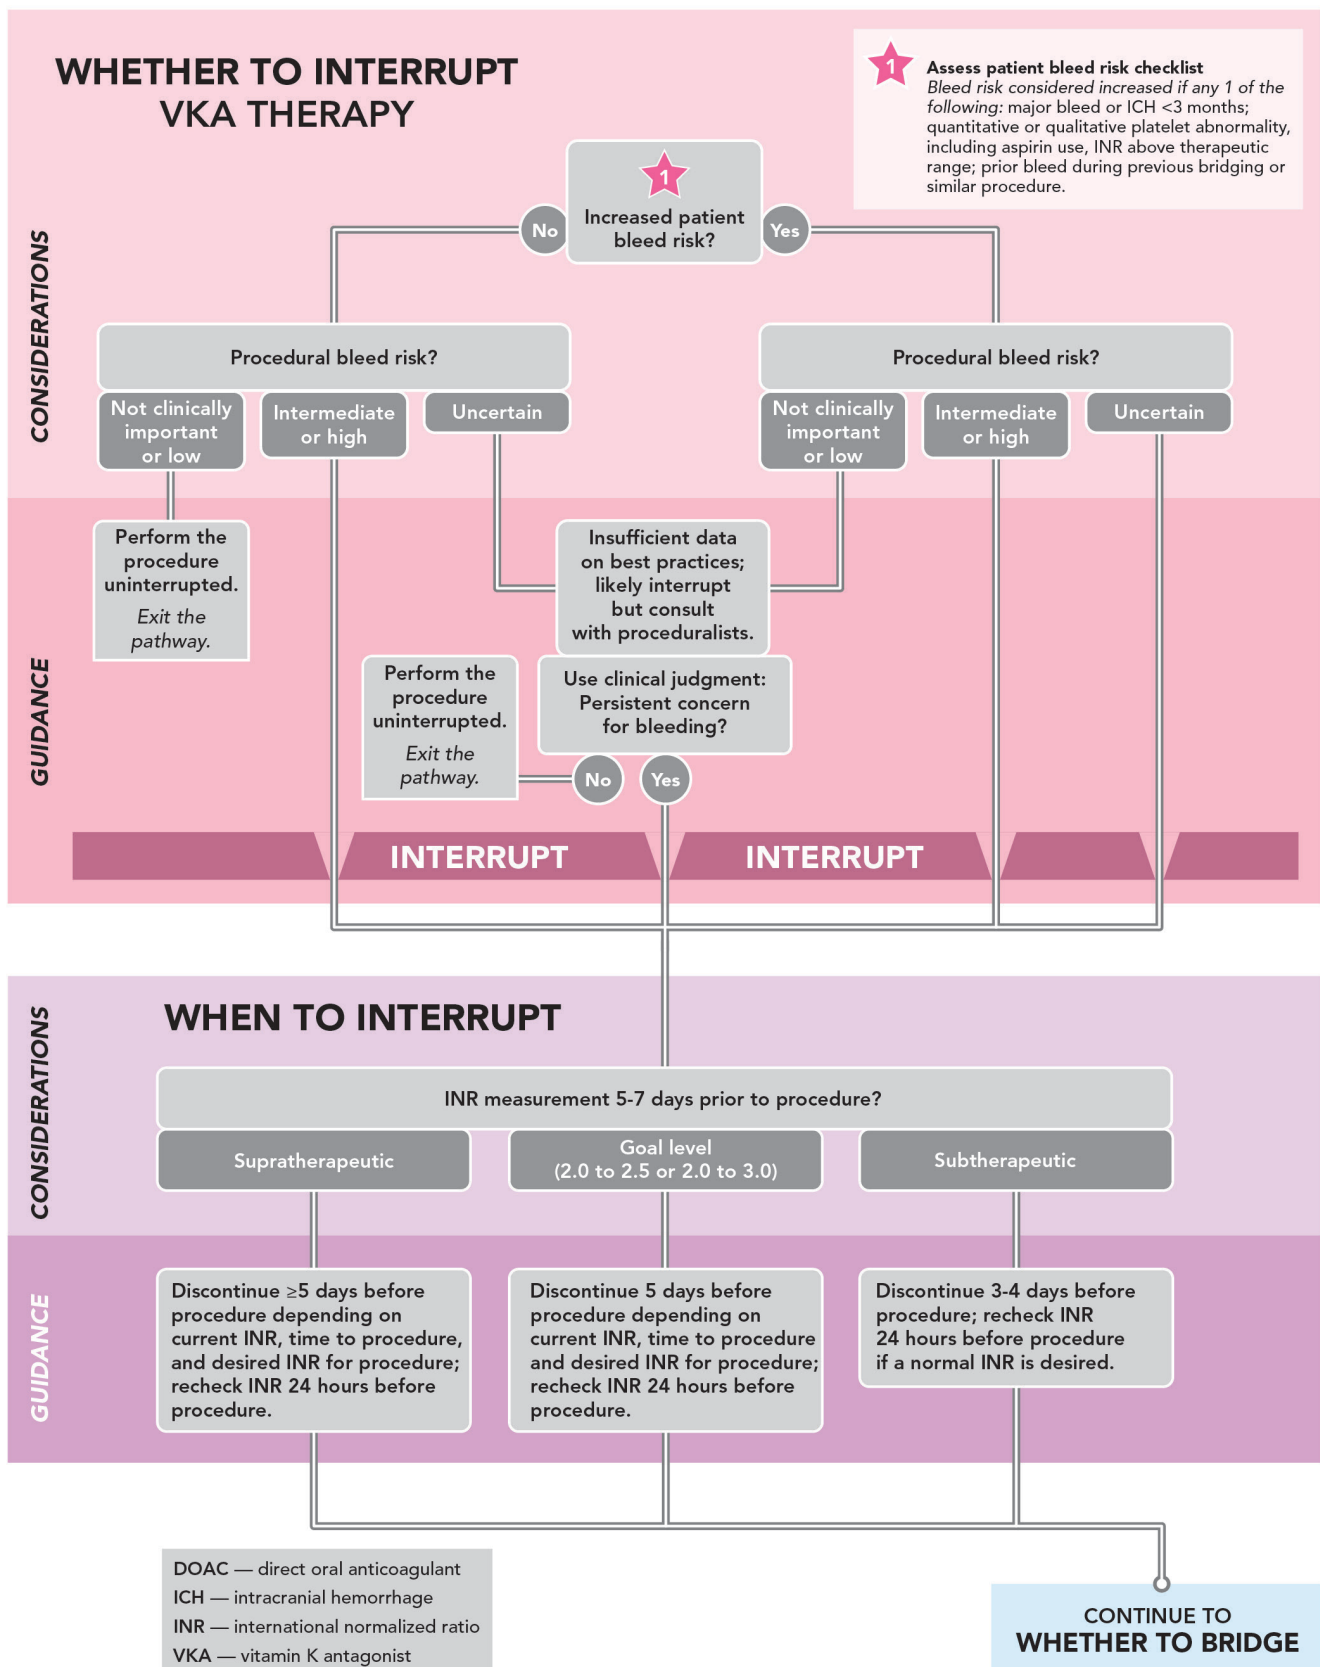 WHETHER TO INTERRUPT
VKA THERAPY
1
Assess patient bleed risk checklist
Bleed risk considered increased if any 1 of the
following: major bleed or ICH <3 months;
quantitative or qualitative platelet abnormality,
including aspirin use, INR above therapeutic
range; prior bleed during previous bridging or
similar procedure.
CONSIDERATIONS
1
Increased patient
bleed risk?
No
Yes
Procedural bleed risk?
Not clinically
important
or low
Intermediate
or high
Uncertain
Procedural bleed risk?
Not clinically
important
or low
Intermediate
or high
Uncertain
GUIDANCE
Perform the
procedure
uninterrupted.
Exit the
pathway.
Insufficient data
on best practices;
likely interrupt
but consult
with proceduralists.
Perform the
procedure
uninterrupted.
Exit the
pathway.
Use clinical judgment:
Persistent concern
for bleeding?
No
Yes
INTERRUPT
INTERRUPT
CONSIDERATIONS
WHEN TO INTERRUPT
INR measurement 5-7 days prior to procedure?
Supratherapeutic
Goal level
(2.0 to 2.5 or 2.0 to 3.0)
Subtherapeutic
GUIDANCE
Discontinue ≥5 days before
procedure depending on
current INR, time to procedure,
and desired INR for procedure;
recheck INR 24 hours before
procedure.
Discontinue 5 days before
procedure depending on
current INR, time to procedure
and desired INR for procedure;
recheck INR 24 hours before
procedure.
Discontinue 3-4 days before
procedure; recheck INR
24 hours before procedure
if a normal INR is desired.
DOAC — direct oral anticoagulant
ICH — intracranial hemorrhage
INR — international normalized ratio
VKA — vitamin K antagonist
CONTINUE TO
WHETHER TO BRIDGE